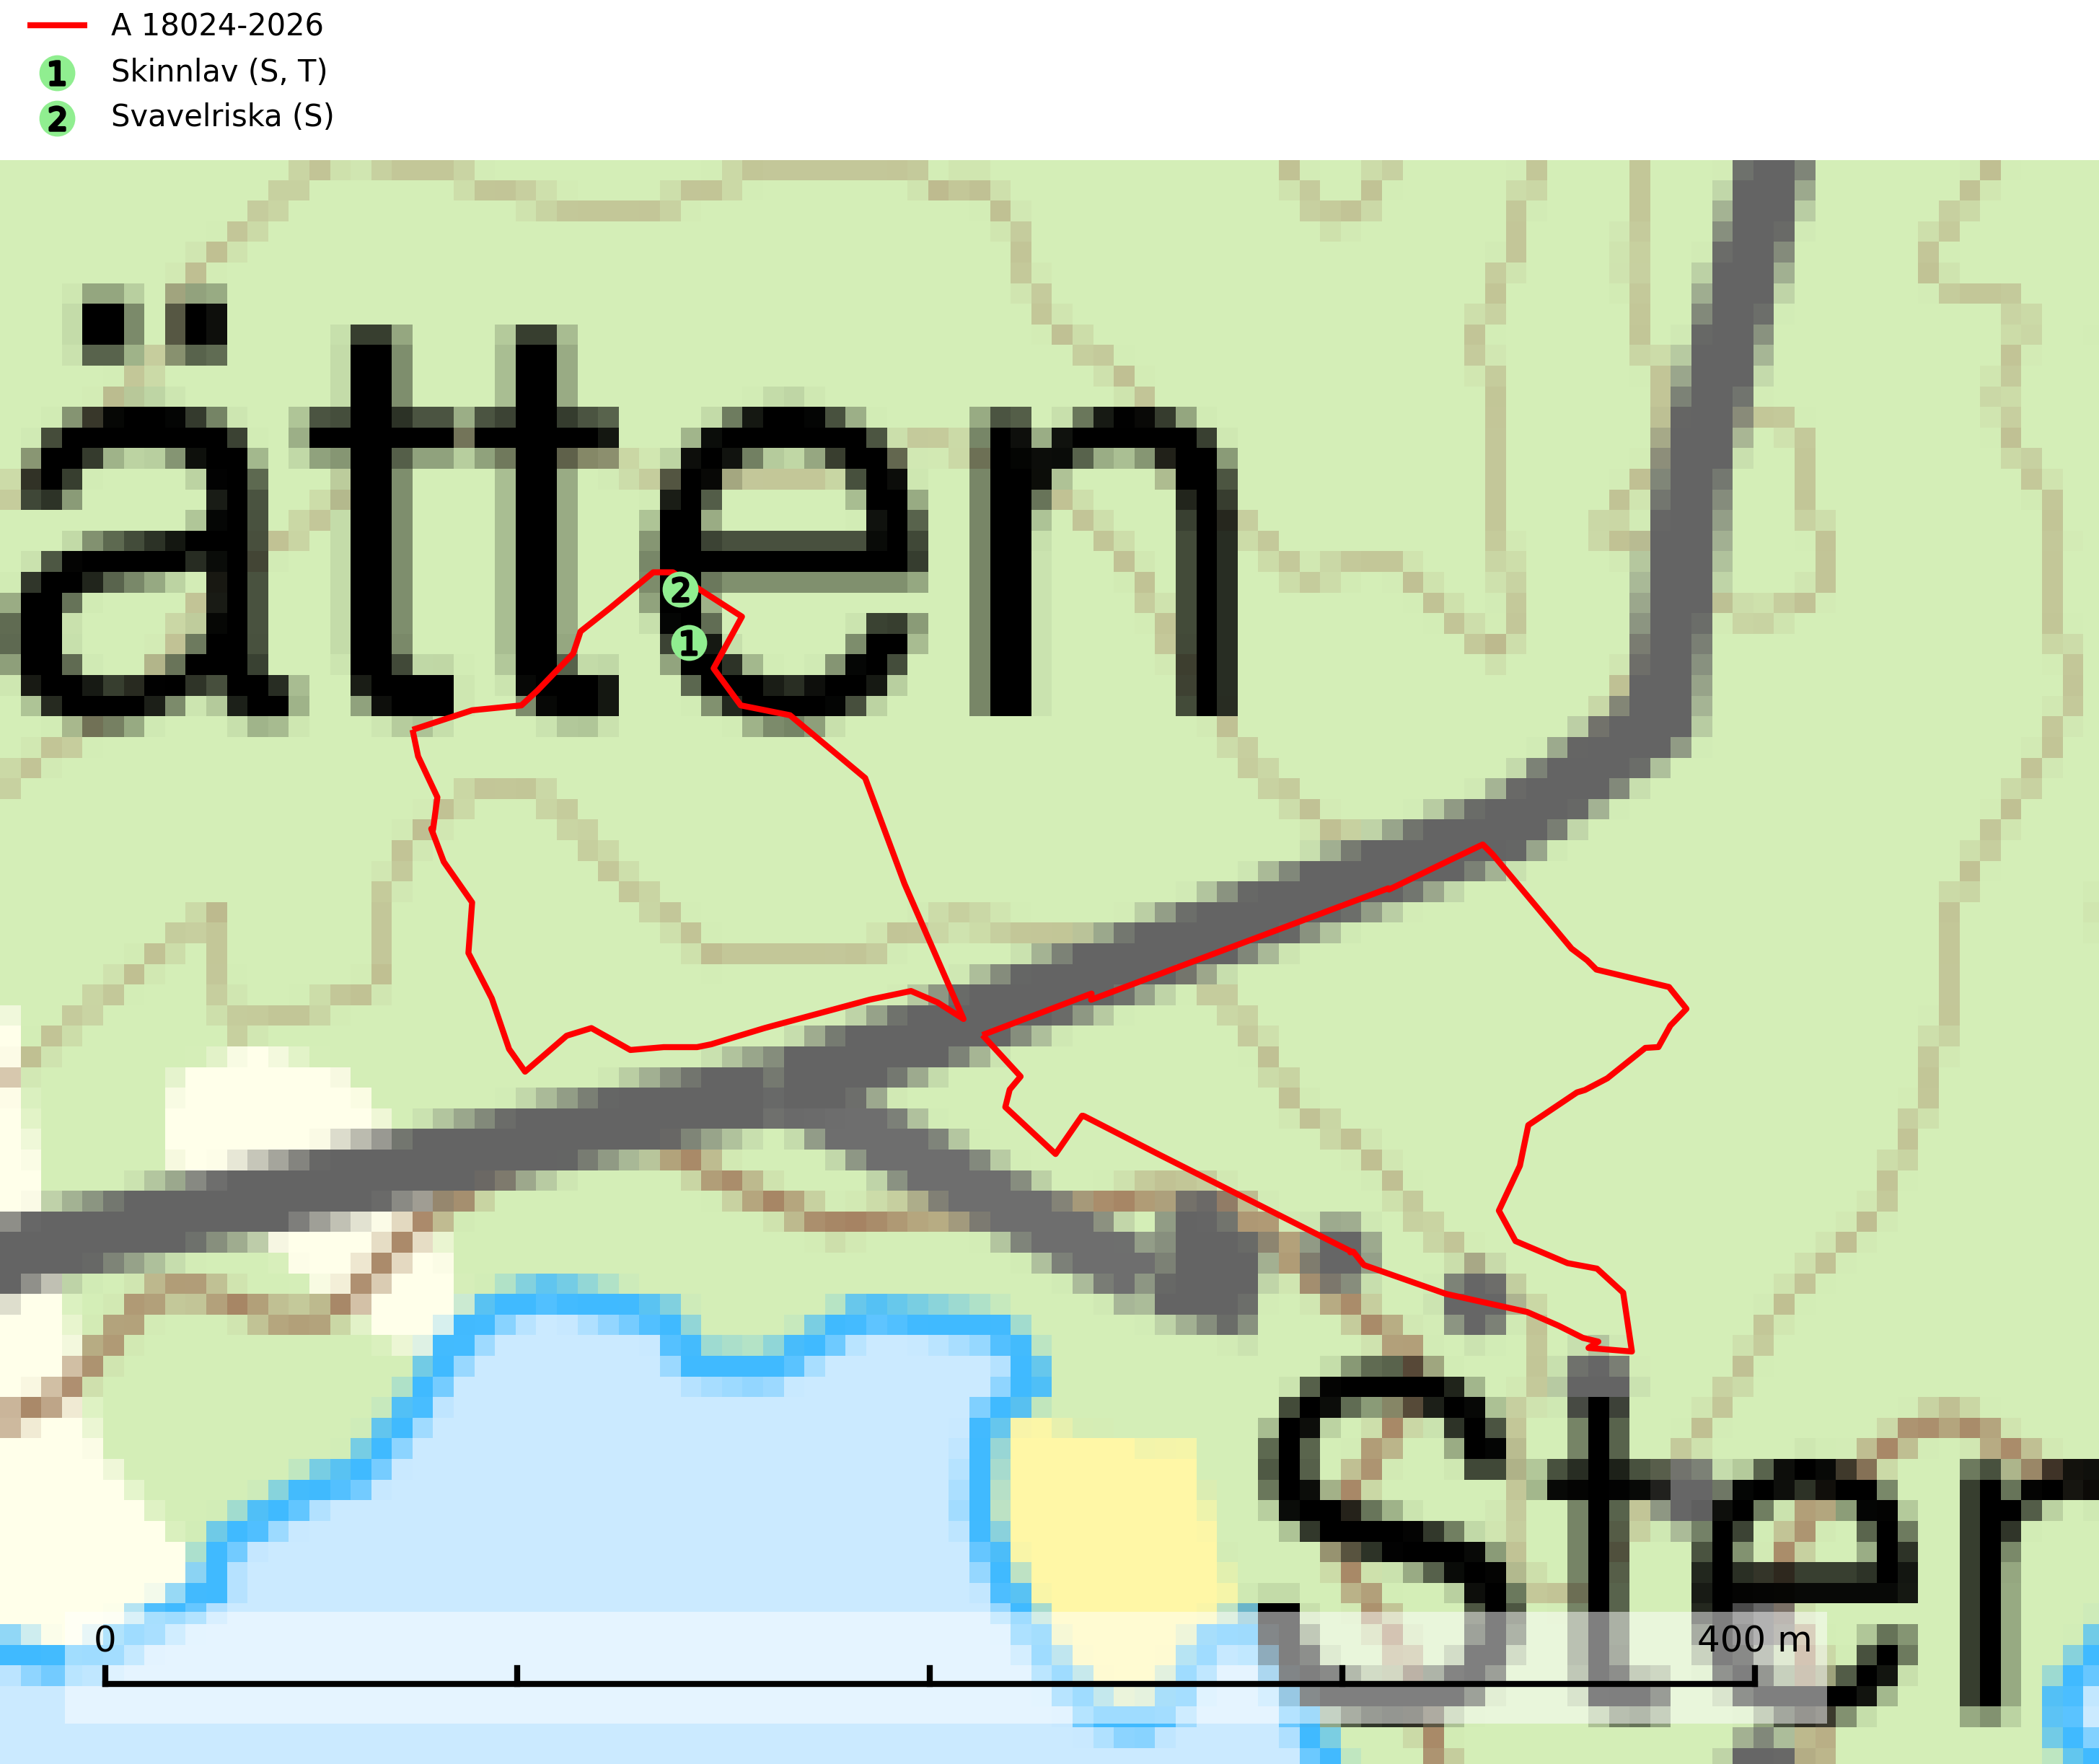 A 18024-2026
1 Skinnlav (S, T)
2 Svavelriska (S)
ätten
2
1
Ster
0 400 m